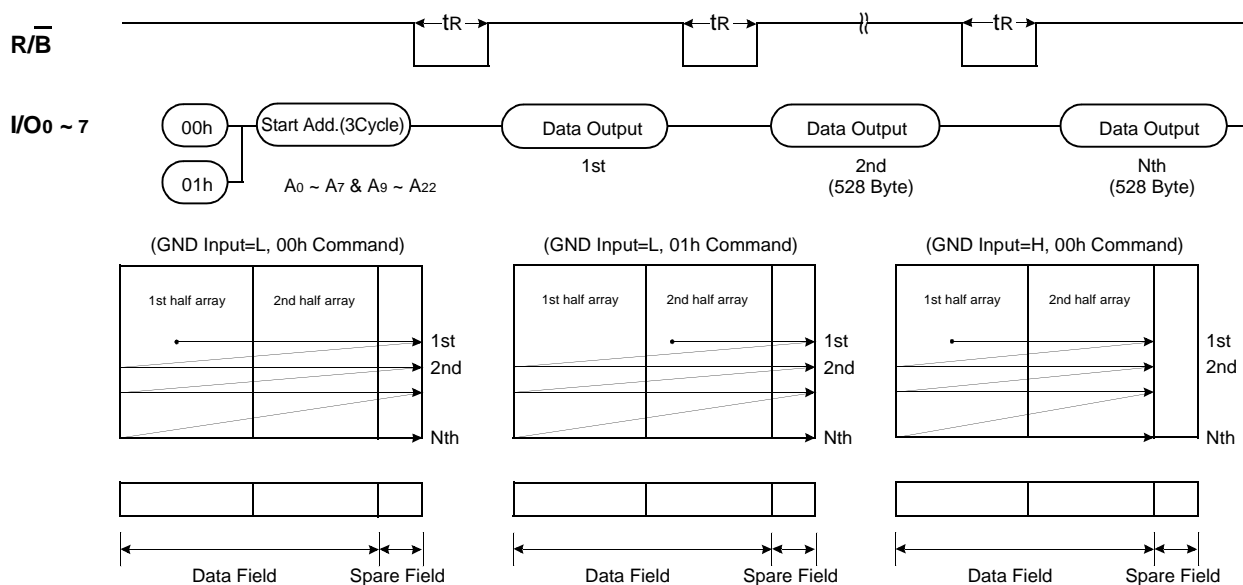 tR tR tR
R/B
I/O0 ~ 7
00h Start Add.(3Cycle) Data Output Data Output Data Output
01h
A0 ~ A7 & A9 ~ A22
1st 2nd Nth
(528 Byte) (528 Byte)
(GND Input=L, 00h Command) (GND Input=L, 01h Command) (GND Input=H, 00h Command)
1st half array 2nd half array 1st half array 2nd half array 1st half array 2nd half array
1st 1st 1st
2nd 2nd 2nd
Nth Nth Nth
Data Field Spare Field Data Field Spare Field Data Field Spare Field